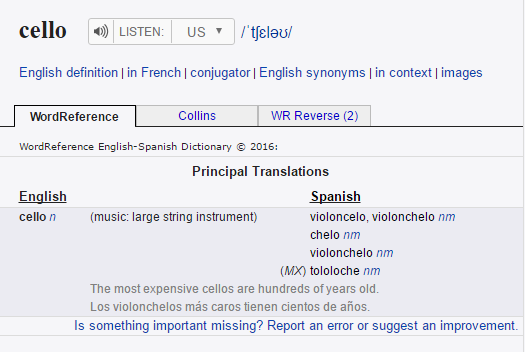 cello LISTEN: US /ˈtʃɛləʊ/
English definition | in French | conjugator | English synonyms | in context | images
WordReference Collins WR Reverse (2)
WordReference English-Spanish Dictionary © 2016:
Principal Translations
English Spanish
cello n (music: large string instrument) violoncelo, violonchelo nm
chelo nm
violonchelo nm
(MX) tololoche nm
The most expensive cellos are hundreds of years old.
Los violonchelos más caros tienen cientos de años.
Is something important missing? Report an error or suggest an improvement.